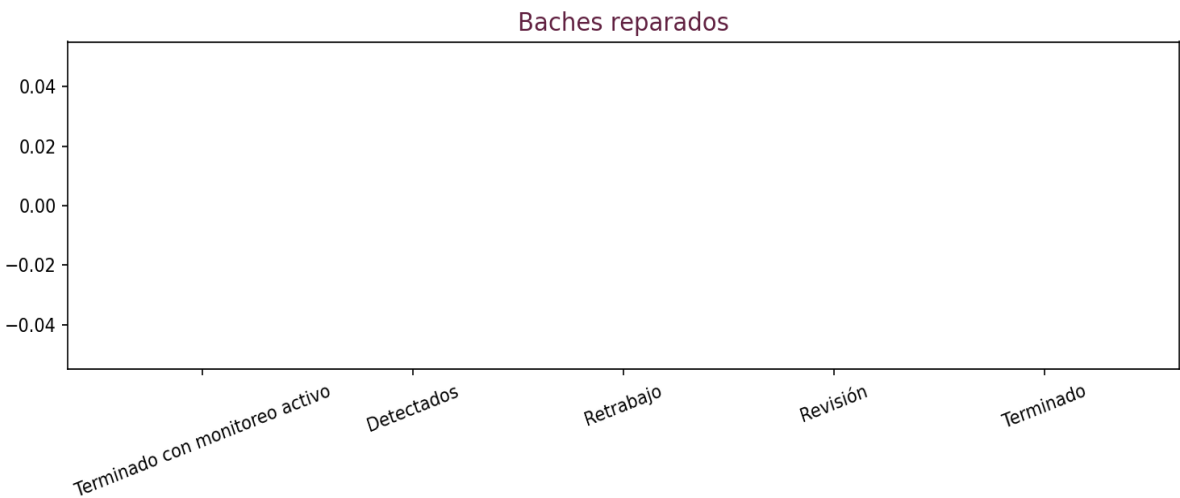 Baches reparados
0.04
0.02
0.00
−0.02
−0.04
Terminado con monitoreo activo
Detectados
Retrabajo
Revisión
Terminado